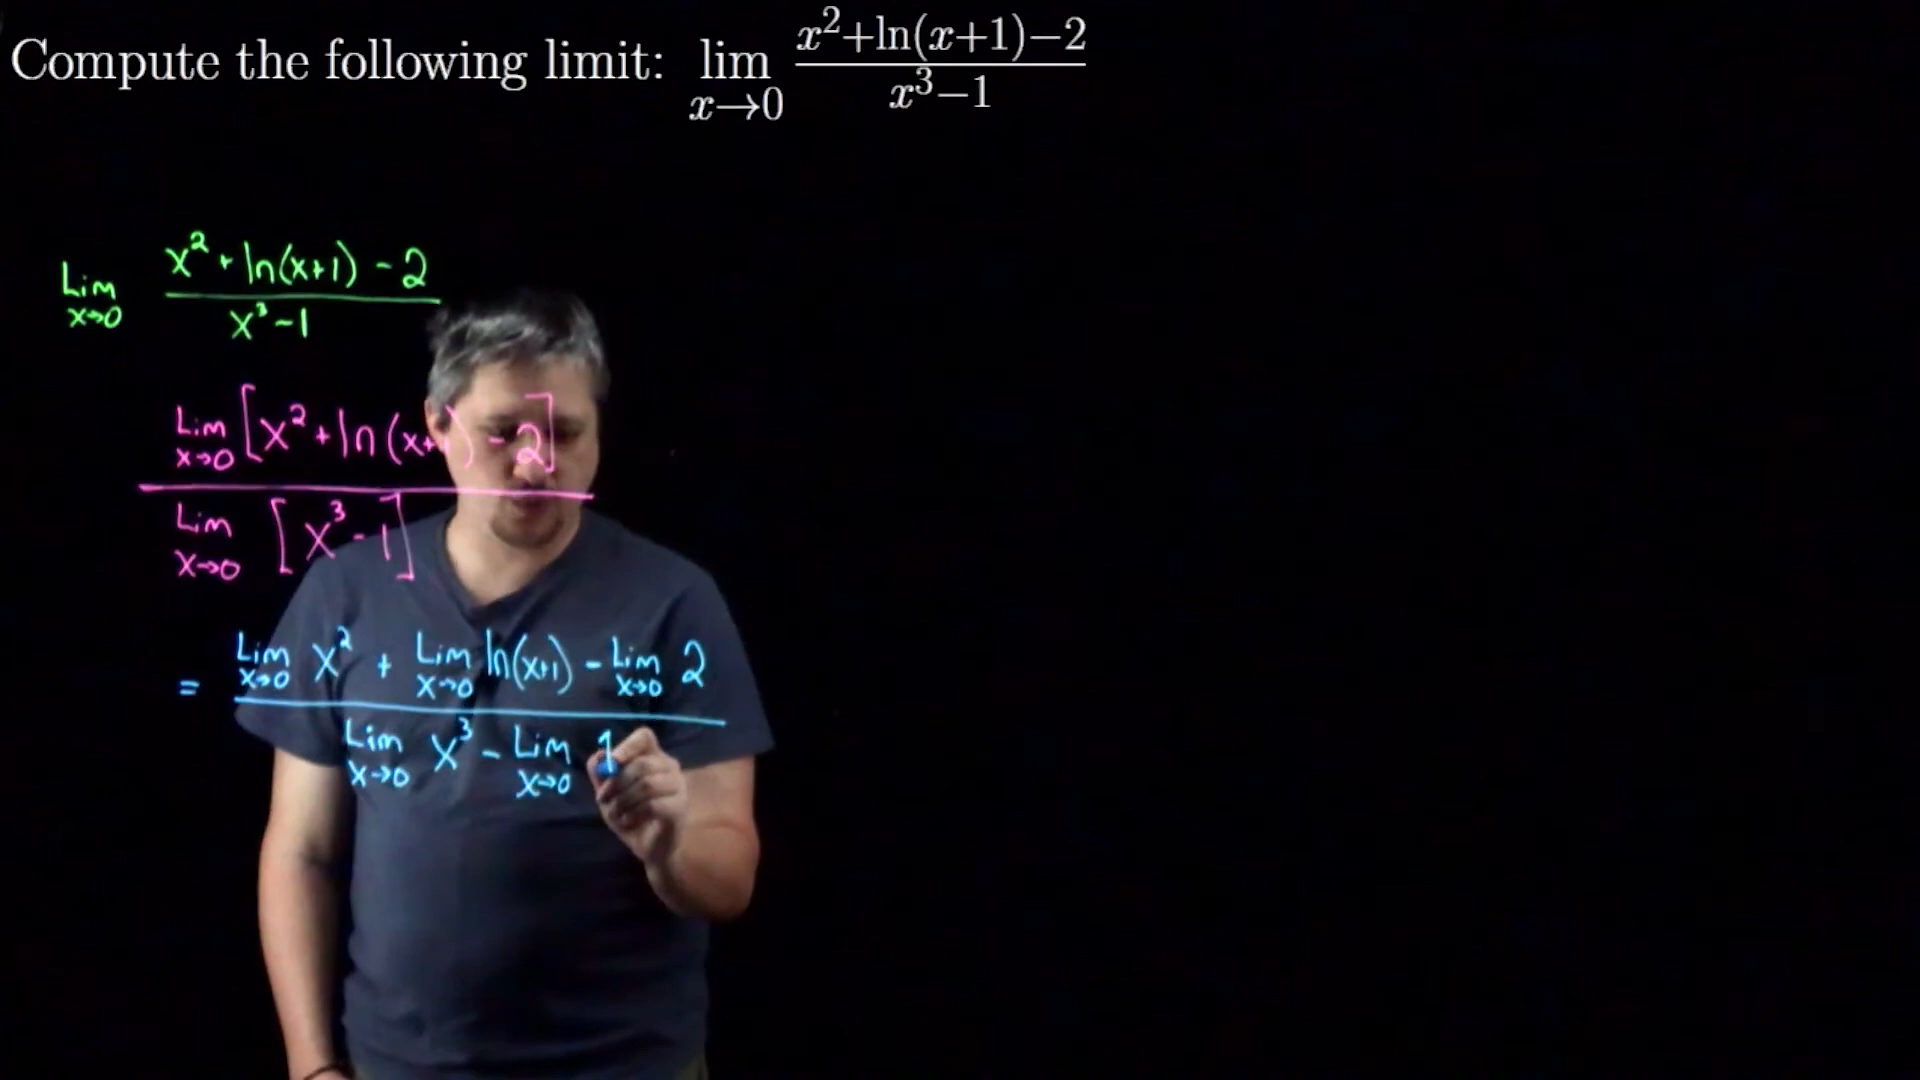 Compute the following limit: lim x→0 x²+ln(x+1)−2 / x³−1
Lim x→0 x² + ln(x+1) - 2 / x³ - 1
Lim x→0 [x² + ln(x+1) - 2]
Lim x→0 [x³ - 1]
= Lim x→0 x² + Lim x→0 ln(x+1) - Lim x→0 2
Lim x→0 x³ - Lim x→0 1